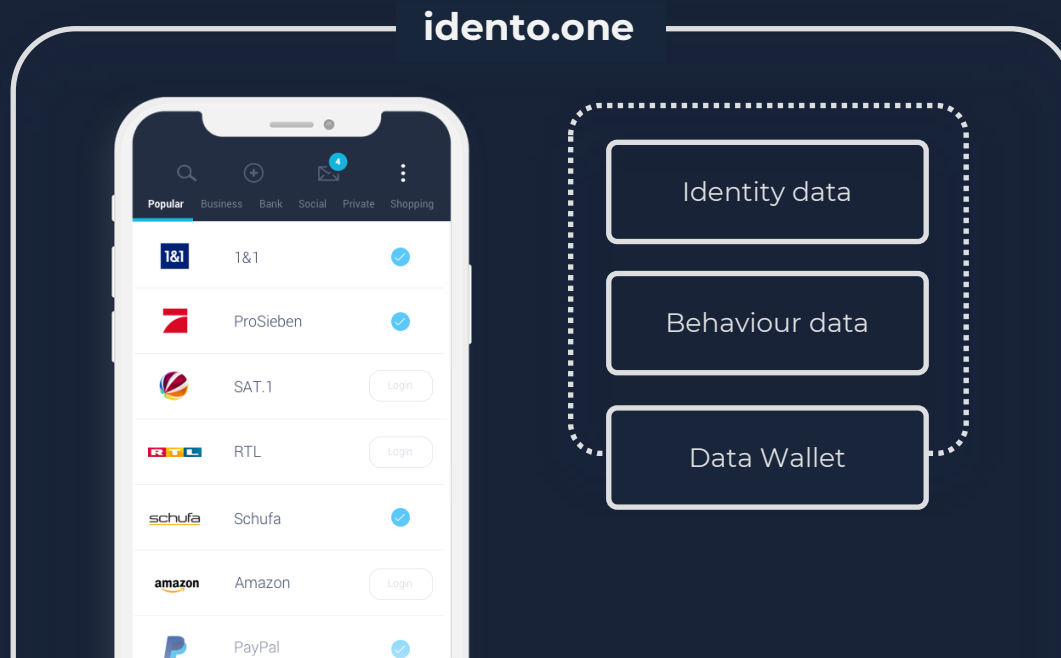 idento.one
4
Popular Business Bank Social Private Shopping
1&1 1&1
ProSieben
SAT.1 Login
RTL RTL Login
schufa Schufa
amazon Amazon Login
PayPal
Identity data
Behaviour data
Data Wallet